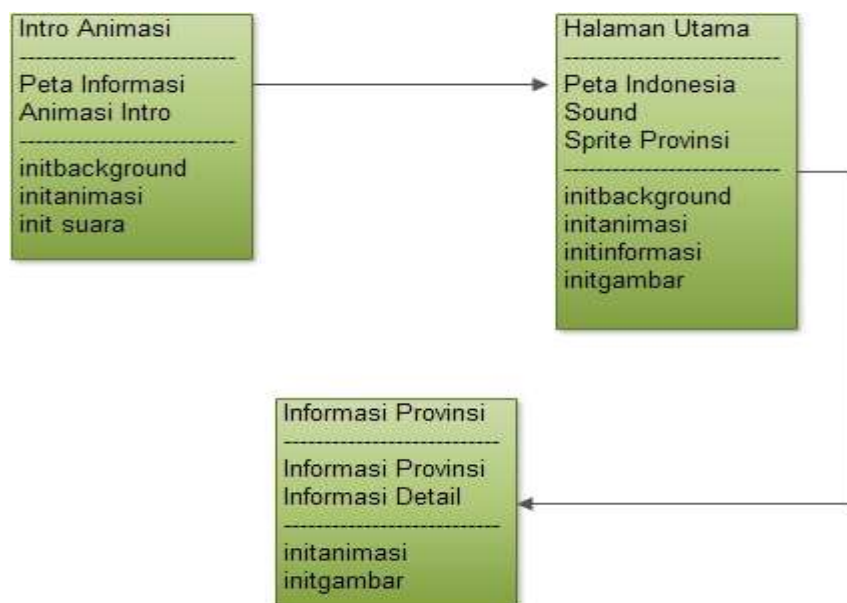 Intro Animasi
--------------------------
Peta Informasi
Animasi Intro
--------------------------
initbackground
initanimasi
init suara
Halaman Utama
--------------------------
Peta Indonesia
Sound
Sprite Provinsi
--------------------------
initbackground
initanimasi
initinformasi
initgambar
Informasi Provinsi
--------------------------
Informasi Provinsi
Informasi Detail
--------------------------
initanimasi
initgambar